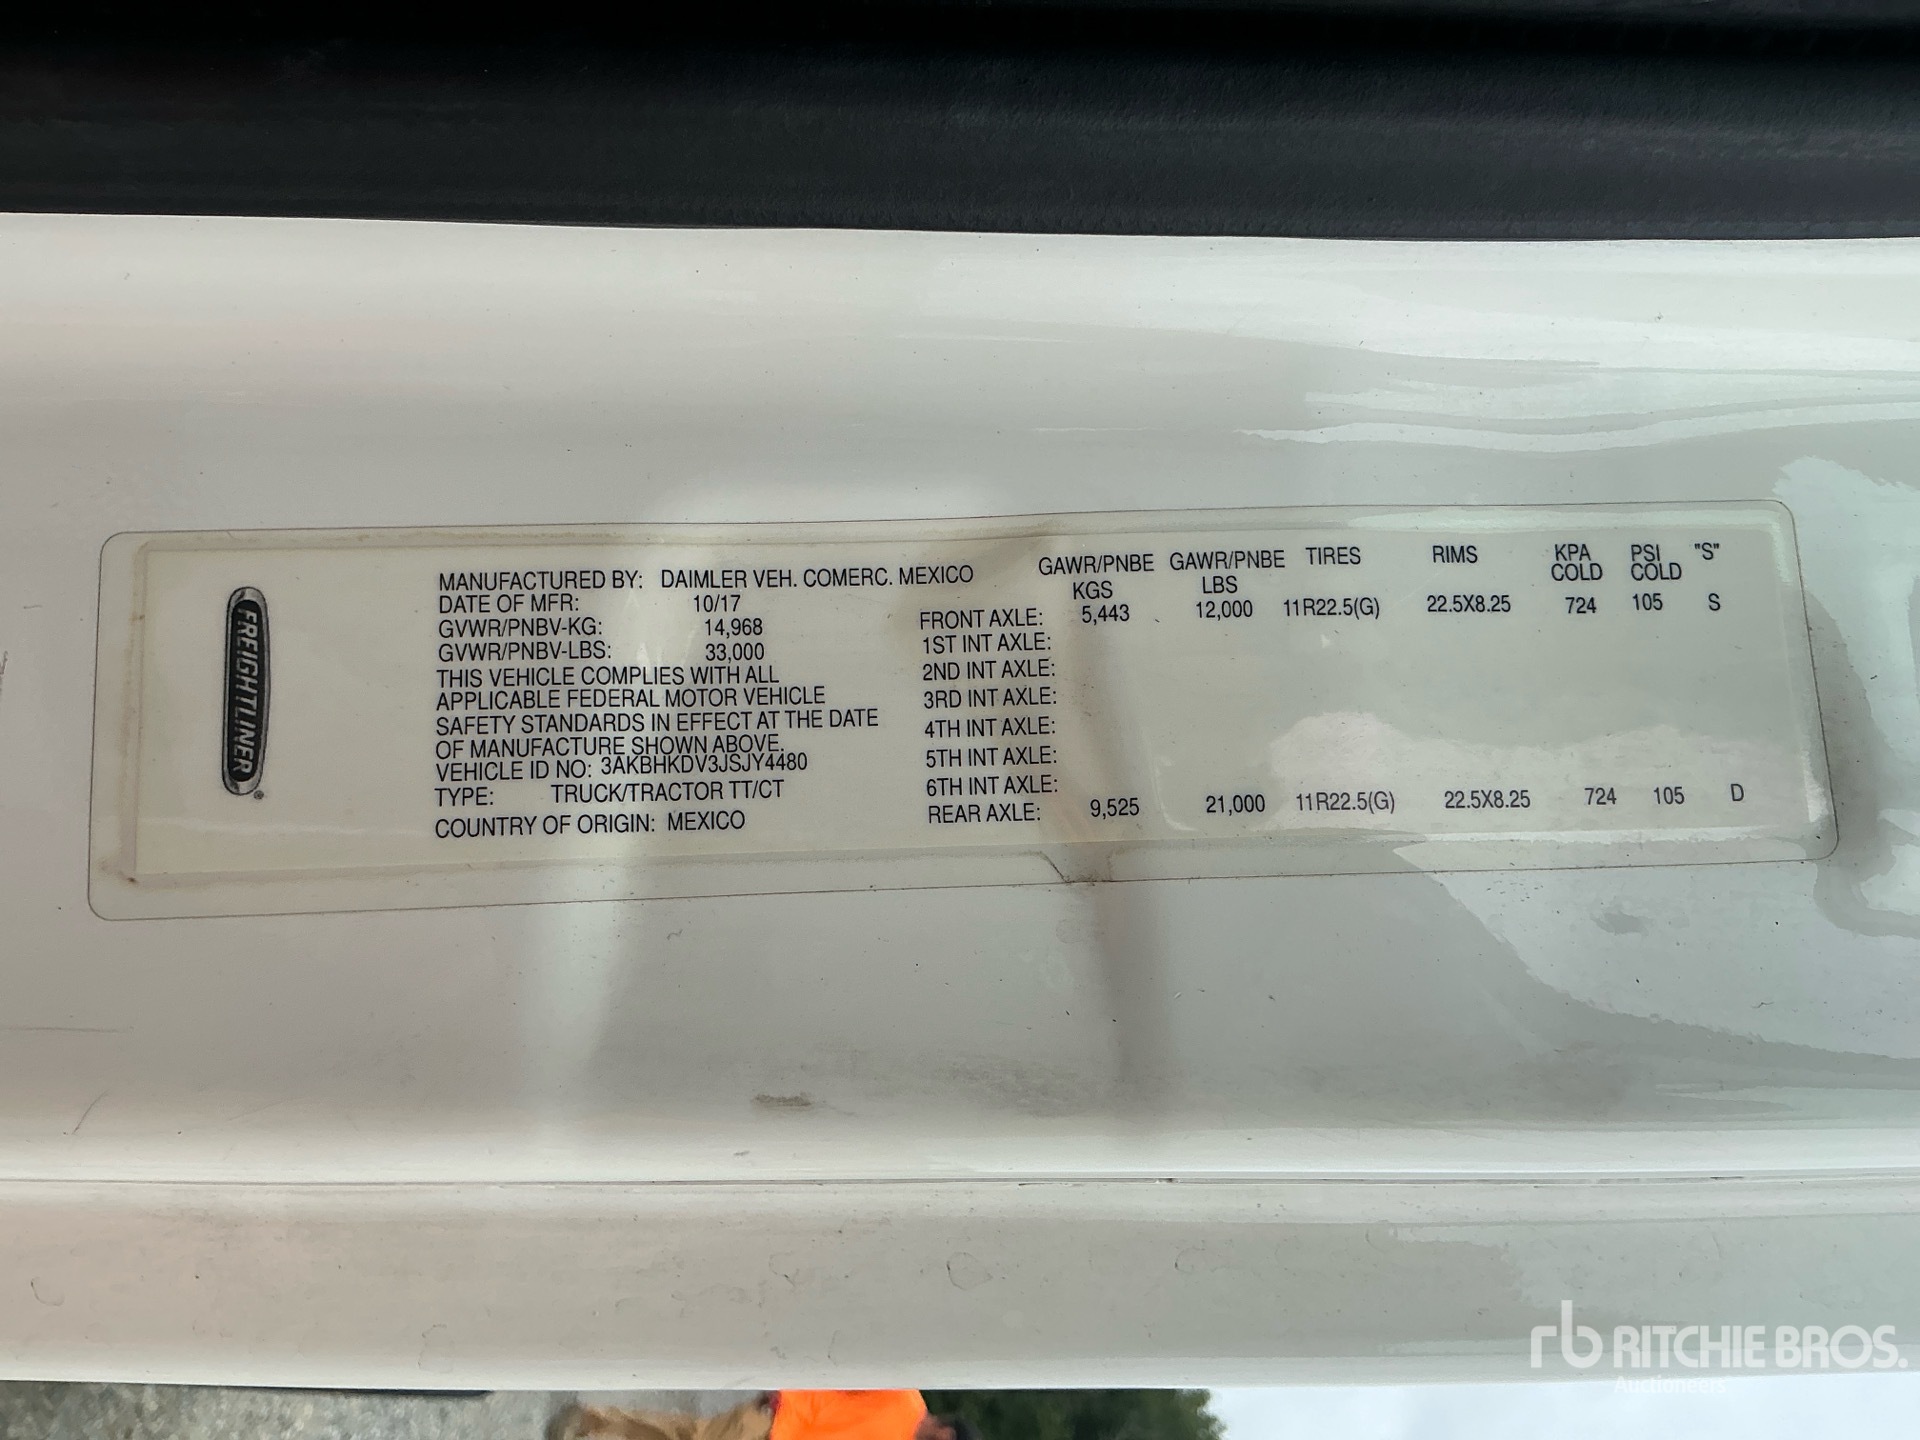 FREIGHTLINER®
MANUFACTURED BY: DAIMLER VEH. COMERC. MEXICO
DATE OF MFR: 10/17
GVWR/PNBV-KG: 14,968
GVWR/PNBV-LBS: 33,000
THIS VEHICLE COMPLIES WITH ALL
APPLICABLE FEDERAL MOTOR VEHICLE
SAFETY STANDARDS IN EFFECT AT THE DATE
OF MANUFACTURE SHOWN ABOVE.
VEHICLE ID NO: 3AKBHKDV3JSJY4480
TYPE: TRUCK/TRACTOR TT/CT
COUNTRY OF ORIGIN: MEXICO
GAWR/PNBE GAWR/PNBE TIRES RIMS KPA PSI "S"
KGS LBS COLD COLD
FRONT AXLE: 5,443 12,000 11R22.5(G) 22.5X8.25 724 105 S
1ST INT AXLE:
2ND INT AXLE:
3RD INT AXLE:
4TH INT AXLE:
5TH INT AXLE:
6TH INT AXLE:
REAR AXLE: 9,525 21,000 11R22.5(G) 22.5X8.25 724 105 D
rb RITCHIE BROS.
Auctioneers